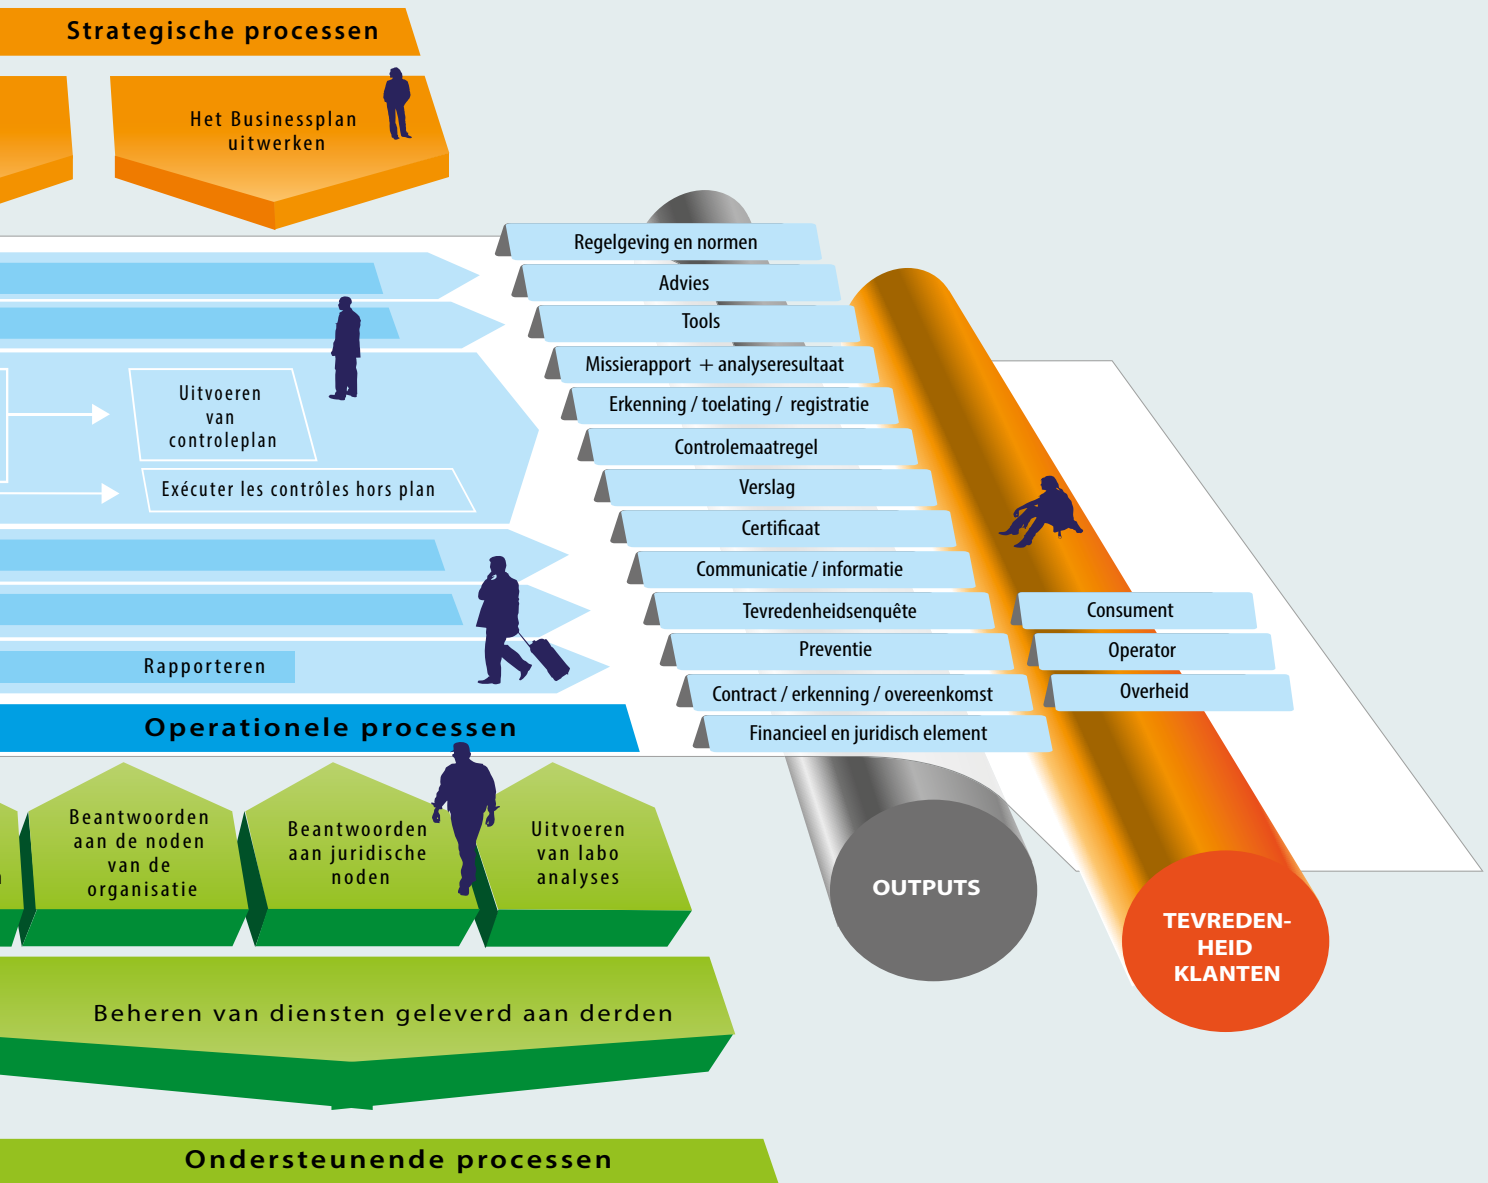 Strategische processen
Het Businessplan
uitwerken
Regelgeving en normen
Advies
Tools
Missierapport + analyseresultaat
Erkenning / toelating / registratie
Controlemaatregel
Verslag
Certificaat
Communicatie / informatie
Tevredenheidsenquête
Preventie
Contract / erkenning / overeenkomst
Financieel en juridisch element
Uitvoeren
van
controleplan
Exécuter les contrôles hors plan
Rapporteren
Consument
Operator
Overheid
Operationele processen
Beantwoorden
aan de noden
van de
organisatie
Beantwoorden
aan juridische
noden
Uitvoeren
van labo
analyses
OUTPUTS
TEVREDEN-
HEID
KLANTEN
Beheren van diensten geleverd aan derden
Ondersteunende processen